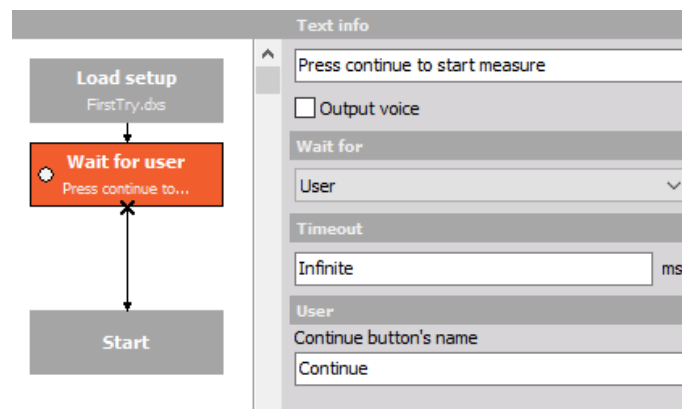 Text info
Load setup
FirstTry.dxs
Wait for user
Press continue to...
Start
Press continue to start measure
Output voice
Wait for
User
Timeout
Infinite
ms
User
Continue button's name
Continue